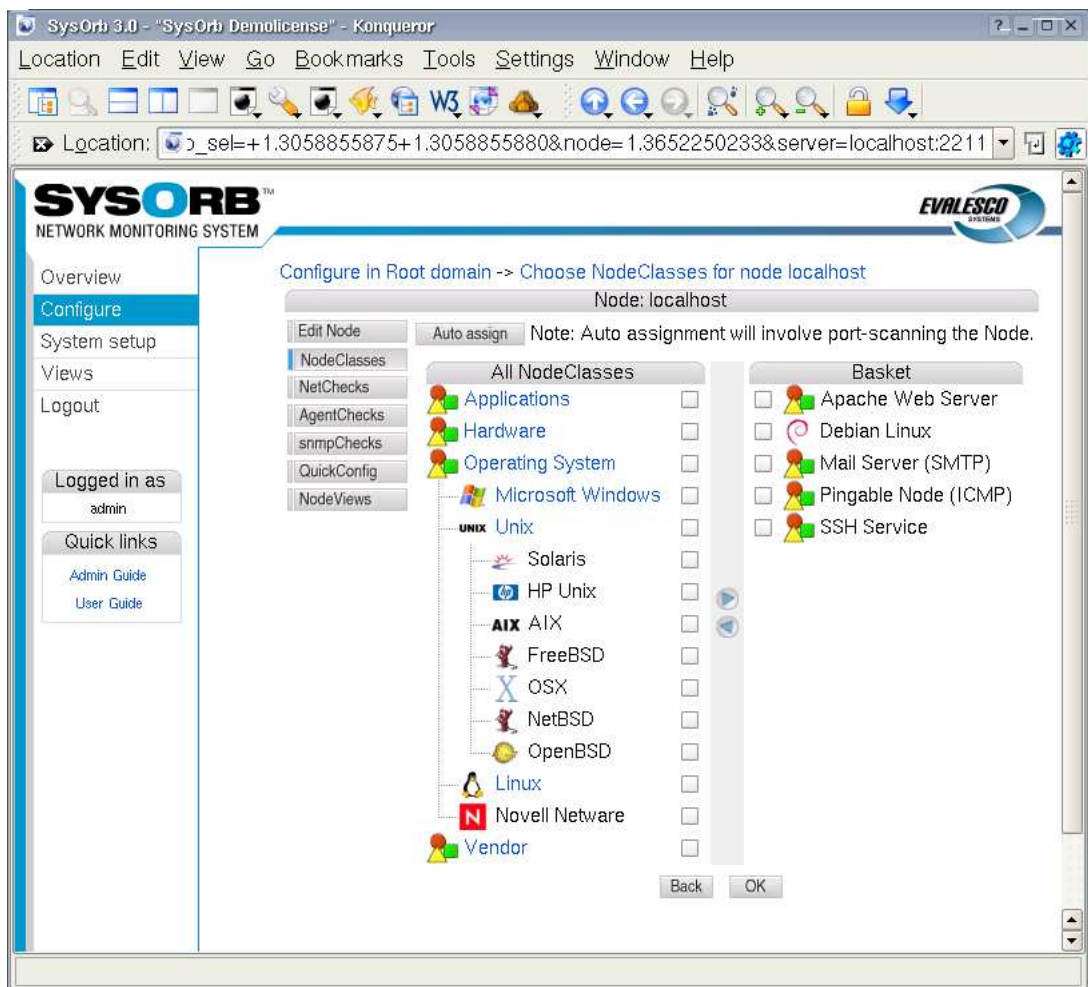 SysOrb 3.0 - "SysOrb Demolicense" - Konqueror
Location Edit View Go Bookmarks Tools Settings Window Help
W3
Location: o_sel=+1.3058855875+1.3058855880&node=1.3652250233&server=localhost:2211
SYSORB™
NETWORK MONITORING SYSTEM
EVALESCO
SYSTEMS
Overview
Configure
System setup
Views
Logout
Logged in as
admin
Quick links
Admin Guide
User Guide
Configure in Root domain -> Choose NodeClasses for node localhost
Node: localhost
Edit Node
NodeClasses
NetChecks
AgentChecks
snmpChecks
QuickConfig
NodeViews
Auto assign Note: Auto assignment will involve port-scanning the Node.
All NodeClasses
Applications
Hardware
Operating System
Microsoft Windows
UNIX Unix
Solaris
hp HP Unix
AIX AIX
FreeBSD
X OSX
NetBSD
OpenBSD
Linux
N Novell Netware
Vendor
Basket
Apache Web Server
Debian Linux
Mail Server (SMTP)
Pingable Node (ICMP)
SSH Service
Back OK